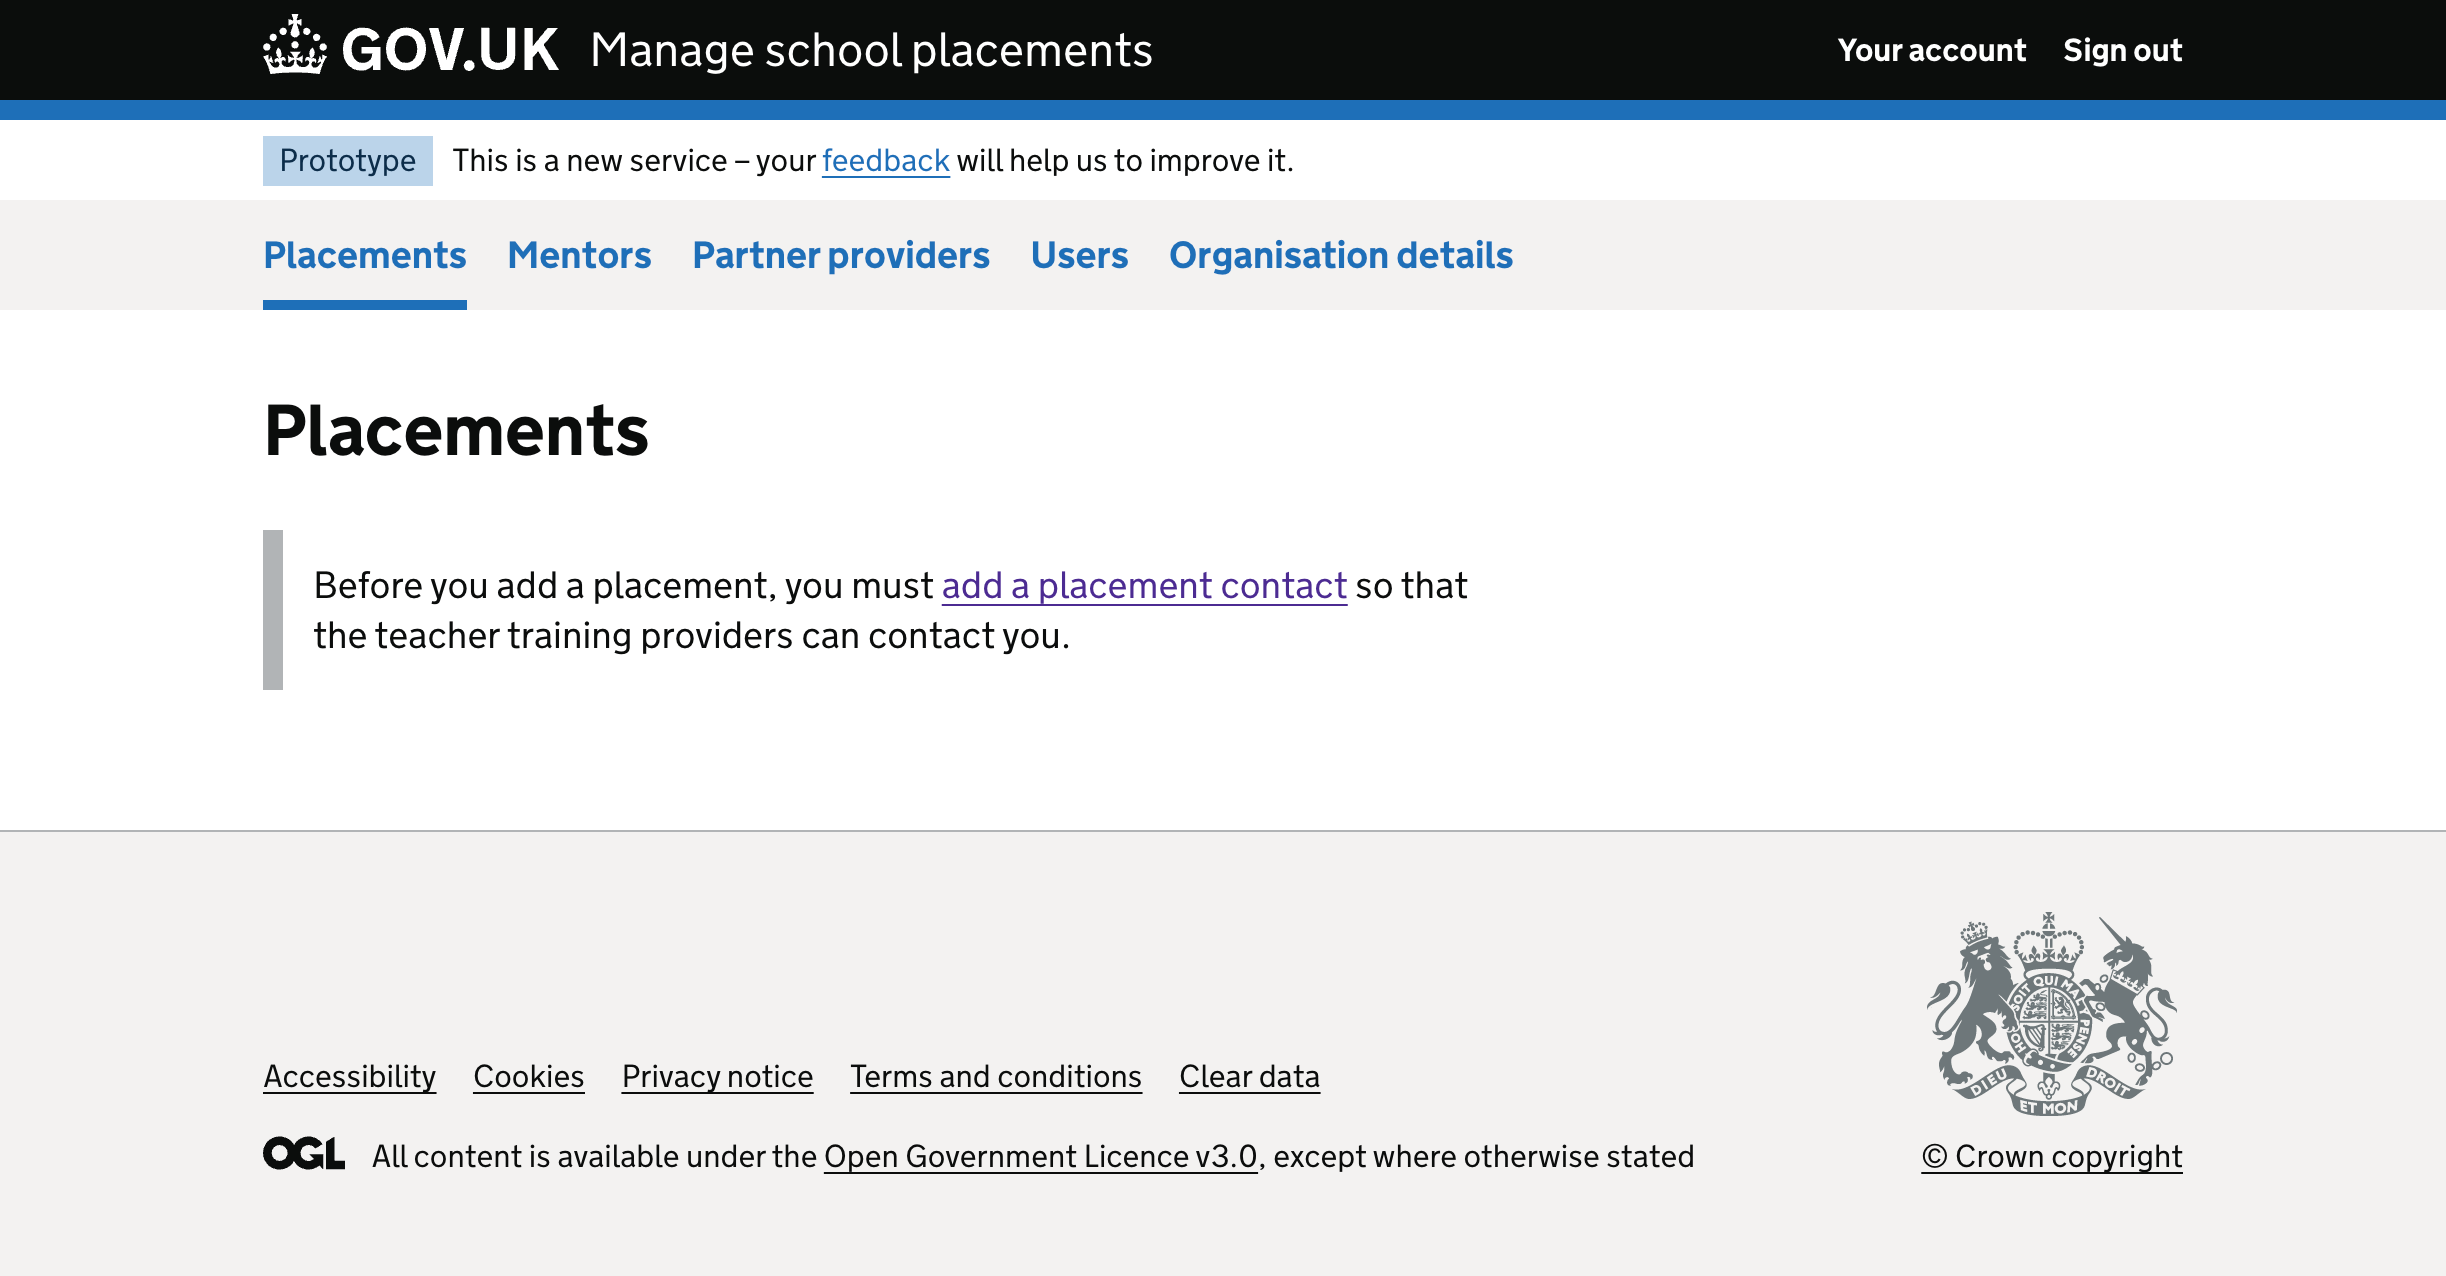 GOV.UK Manage school placements Your account Sign out
Prototype This is a new service – your feedback will help us to improve it.
Placements Mentors Partner providers Users Organisation details
Placements
Before you add a placement, you must add a placement contact so that
the teacher training providers can contact you.
HONI SOIT QUI MAL Y PENSE
DIEU ET MON DROIT
Accessibility Cookies Privacy notice Terms and conditions Clear data
OGL All content is available under the Open Government Licence v3.0, except where otherwise stated
© Crown copyright